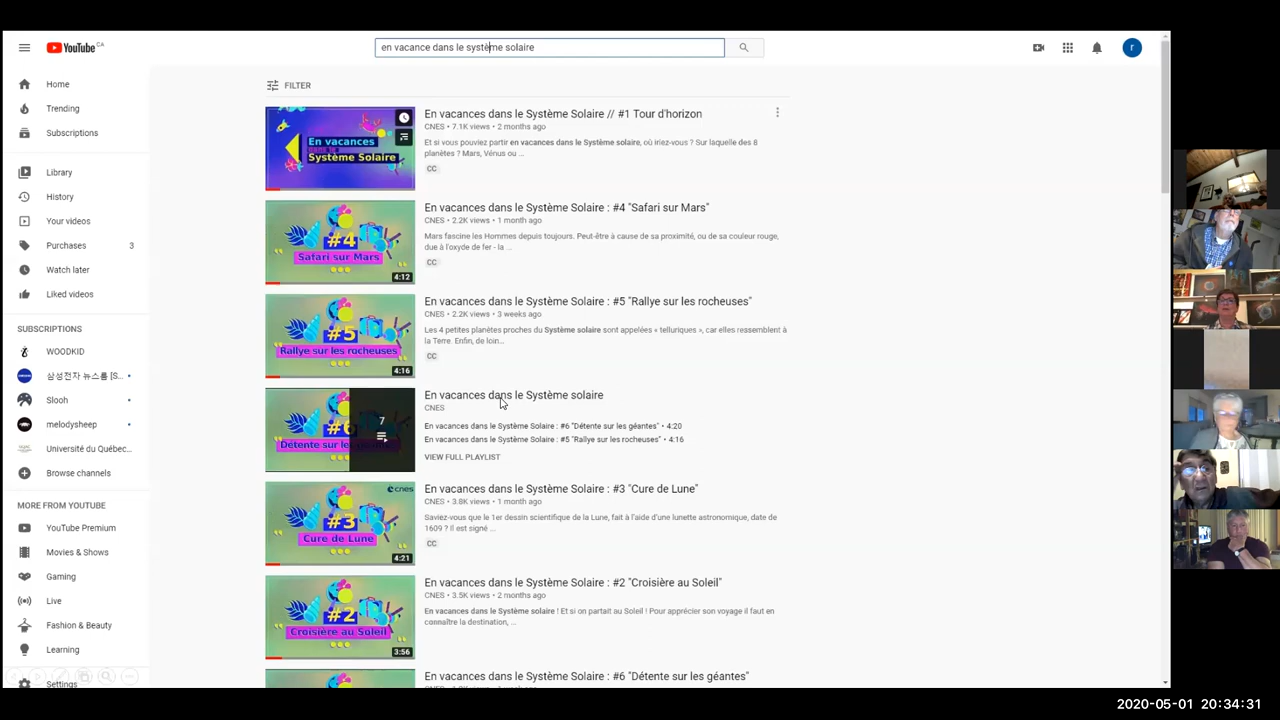 YouTube CA
en vacance dans le système solaire
r
Home
Trending
Subscriptions
Library
History
Your videos
Purchases 3
Watch later
Liked videos
SUBSCRIPTIONS
WOODKID
삼성전자 뉴스룸 [S...
Slooh
melodysheep
Université du Québec...
Browse channels
MORE FROM YOUTUBE
YouTube Premium
Movies & Shows
Gaming
Live
Fashion & Beauty
Learning
Settings
FILTER
En vacances
dans le
Système Solaire
En vacances dans le Système Solaire // #1 Tour d'horizon
CNES • 7.1K views • 2 months ago
Et si vous pouviez partir en vacances dans le Système solaire, où iriez-vous ? Sur laquelle des 8
planètes ? Mars, Vénus ou ...
CC
#4
Safari sur Mars
4:12
En vacances dans le Système Solaire : #4 "Safari sur Mars"
CNES • 2.2K views • 1 month ago
Mars fascine les Hommes depuis toujours. Peut-être à cause de sa proximité, ou de sa couleur rouge,
due à l'oxyde de fer - la ...
CC
#5
Rallye sur les rocheuses
4:16
En vacances dans le Système Solaire : #5 "Rallye sur les rocheuses"
CNES • 2.2K views • 3 weeks ago
Les 4 petites planètes proches du Système solaire sont appelées « telluriques », car elles ressemblent à
la Terre. Enfin, de loin...
CC
#6
Détente sur les géantes
7
En vacances dans le Système solaire
CNES
En vacances dans le Système Solaire : #6 "Détente sur les géantes" • 4:20
En vacances dans le Système Solaire : #5 "Rallye sur les rocheuses" • 4:16
VIEW FULL PLAYLIST
cnes
#3
Cure de Lune
4:21
En vacances dans le Système Solaire : #3 "Cure de Lune"
CNES • 3.8K views • 1 month ago
Saviez-vous que le 1er dessin scientifique de la Lune, fait à l'aide d'une lunette astronomique, date de
1609 ? Il est signé ...
CC
#2
Croisière au Soleil
3:56
En vacances dans le Système Solaire : #2 "Croisière au Soleil"
CNES • 3.5K views • 2 months ago
En vacances dans le Système solaire ! Et si on partait au Soleil ! Pour apprécier son voyage il faut en
connaître la destination, ...
En vacances dans le Système Solaire : #6 "Détente sur les géantes"
2020-05-01 20:34:31